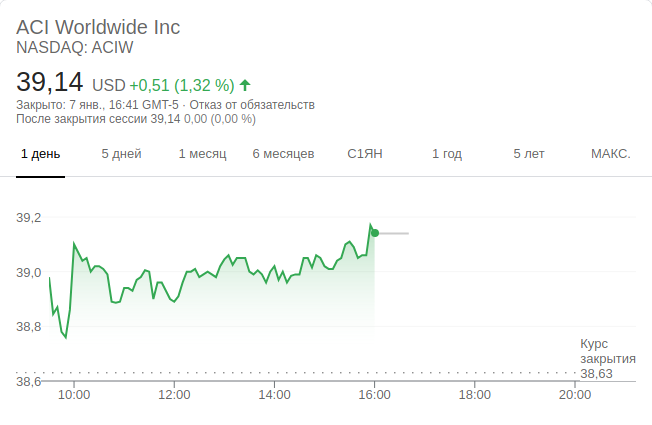 ACI Worldwide Inc
NASDAQ: ACIW
39,14 USD +0,51 (1,32 %)
Закрыто: 7 янв., 16:41 GMT-5 · Отказ от обязательств
После закрытия сессии 39,14 0,00 (0,00 %)
1 день 5 дней 1 месяц 6 месяцев С1ЯН 1 год 5 лет МАКС.
39,2
39,0
38,8
Курс
закрытия
38,63
38,6
10:00 12:00 14:00 16:00 18:00 20:00